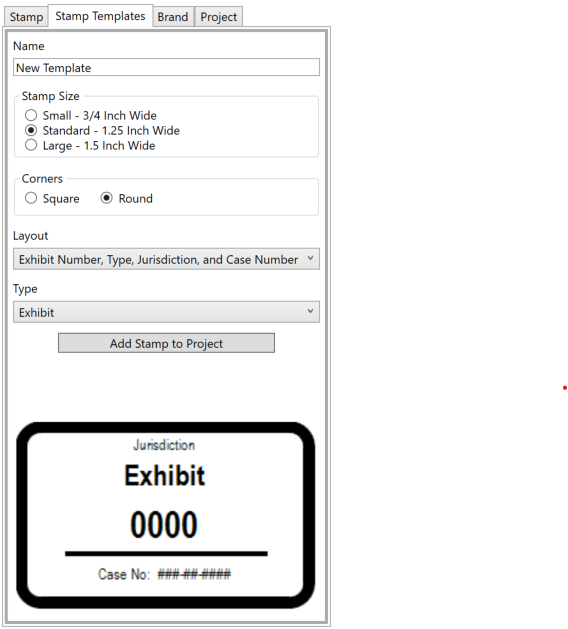 Stamp Stamp Templates Brand Project
Name
New Template
Stamp Size
Small - 3/4 Inch Wide
Standard - 1.25 Inch Wide
Large - 1.5 Inch Wide
Corners
Square Round
Layout
Exhibit Number, Type, Jurisdiction, and Case Number
Type
Exhibit
Add Stamp to Project
Jurisdiction
Exhibit
0000
Case No: ###-##-####